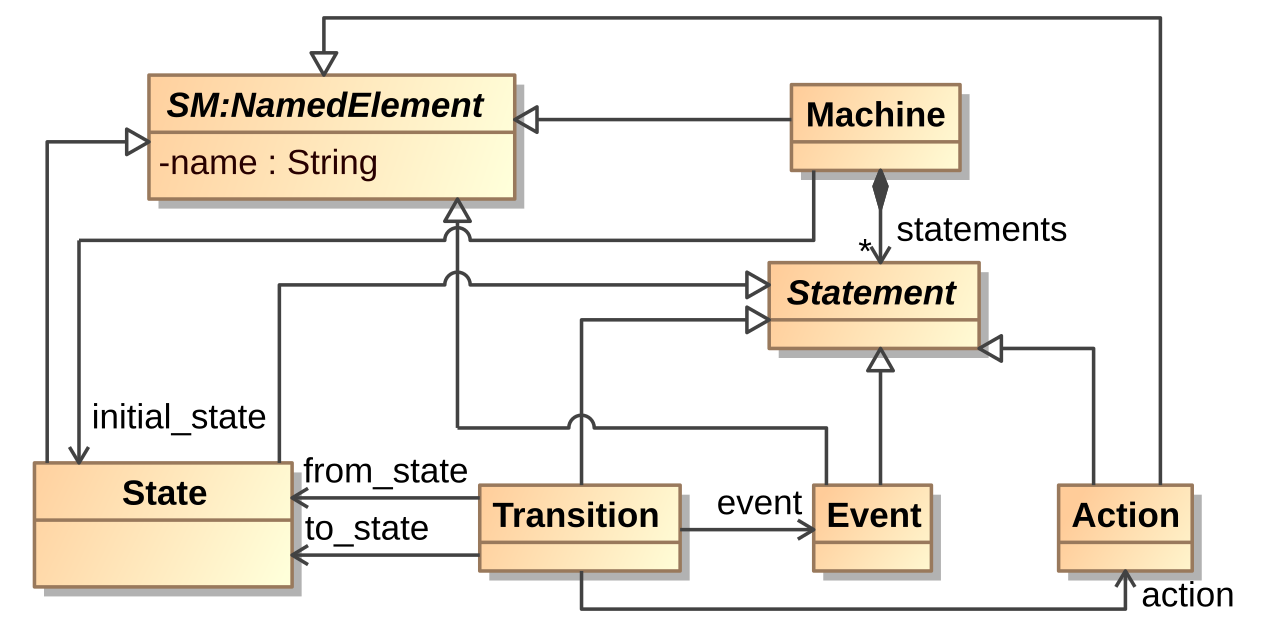 SM:NamedElement
-name : String
Machine
statements
*
Statement
initial_state
State
from_state
to_state
Transition
event
Event
Action
action